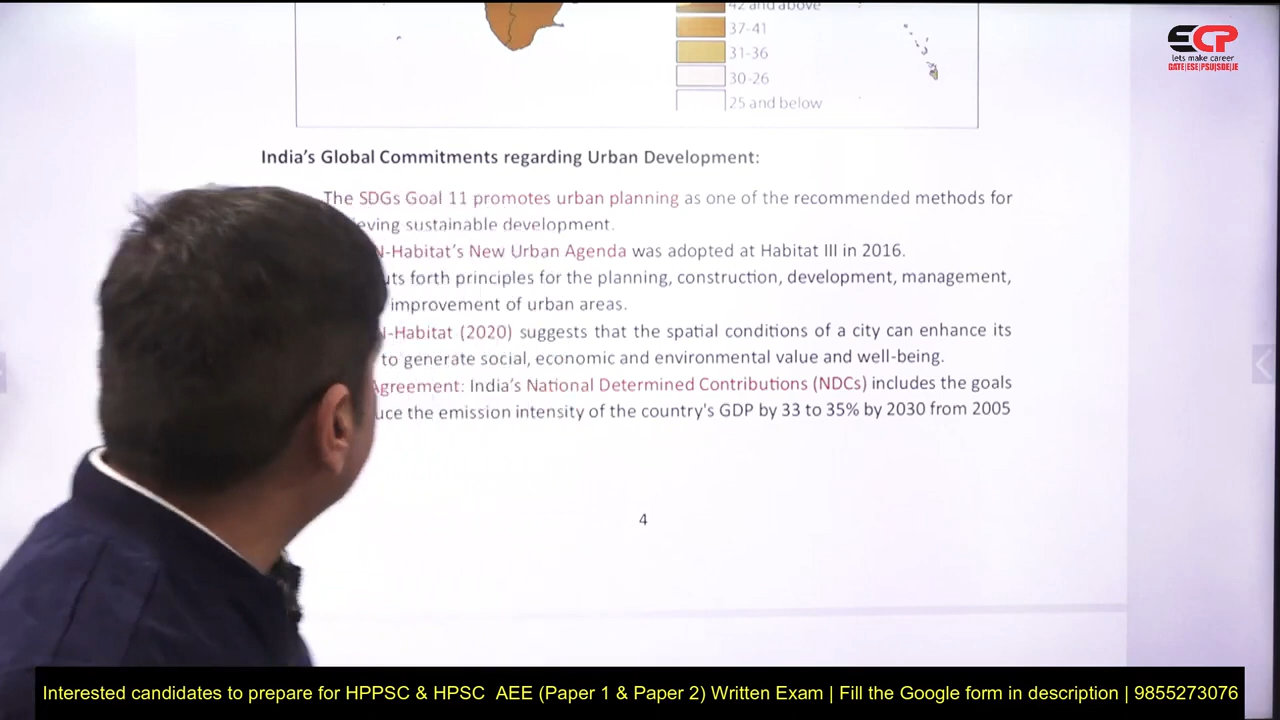 42 and above
37-41
31-36
30-26
25 and below
SCP
lets make career
GATE|ESE|PSU|SDE|JE
India's Global Commitments regarding Urban Development:
The SDGs Goal 11 promotes urban planning as one of the recommended methods for
eving sustainable development.
N-Habitat's New Urban Agenda was adopted at Habitat III in 2016.
uts forth principles for the planning, construction, development, management,
improvement of urban areas.
N-Habitat (2020) suggests that the spatial conditions of a city can enhance its
to generate social, economic and environmental value and well-being.
Agreement: India's National Determined Contributions (NDCs) includes the goals
uce the emission intensity of the country's GDP by 33 to 35% by 2030 from 2005
4
Interested candidates to prepare for HPPSC & HPSC AEE (Paper 1 & Paper 2) Written Exam | Fill the Google form in description | 9855273076